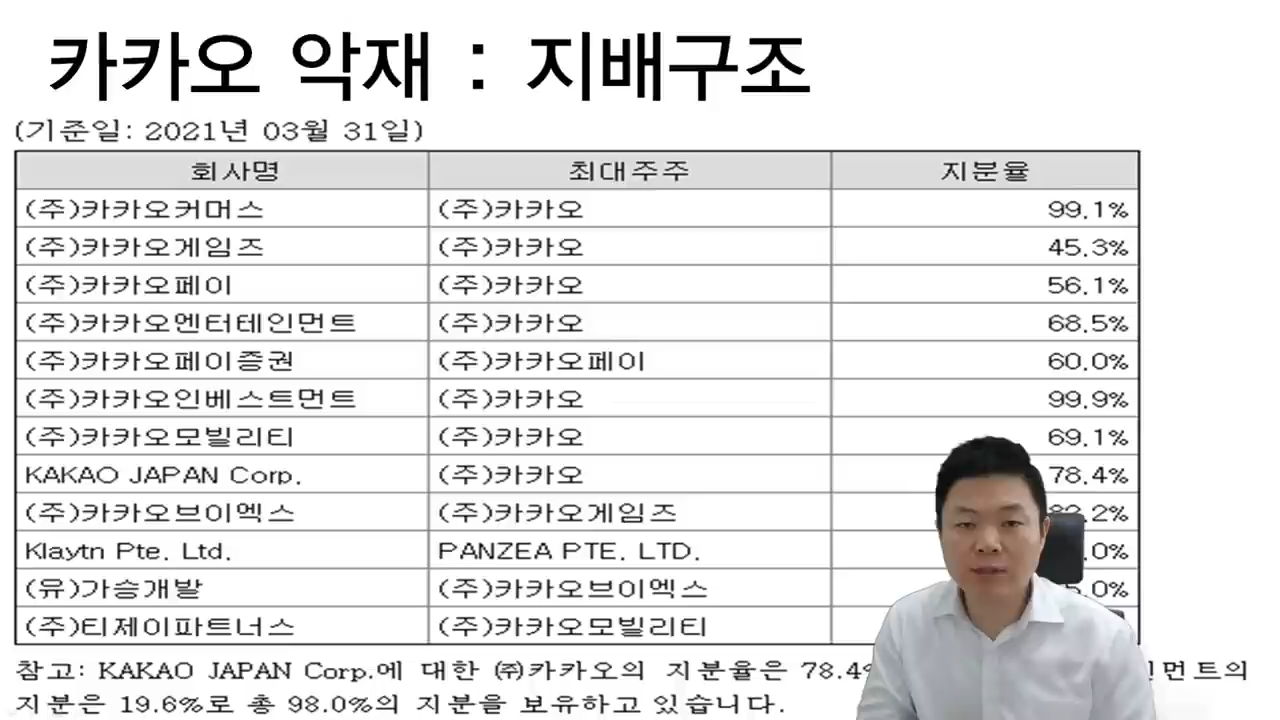 카카오 악재 : 지배구조
(기준일: 2021년 03월 31일)
회사명 최대주주 지분율
(주)카카오커머스 (주)카카오 99.1%
(주)카카오게임즈 (주)카카오 45.3%
(주)카카오페이 (주)카카오 56.1%
(주)카카오엔터테인먼트 (주)카카오 68.5%
(주)카카오페이증권 (주)카카오페이 60.0%
(주)카카오인베스트먼트 (주)카카오 99.9%
(주)카카오모빌리티 (주)카카오 69.1%
KAKAO JAPAN Corp. (주)카카오 78.4%
(주)카카오브이엑스 (주)카카오게임즈
Klaytn Pte. Ltd. PANZEA PTE. LTD.
(유)가승개발 (주)카카오브이엑스
(주)티제이파트너스 (주)카카오모빌리티
참고: KAKAO JAPAN Corp.에 대한 ㈜카카오의 지분율은
지분은 19.6%로 총 98.0%의 지분을 보유하고 있습니다.